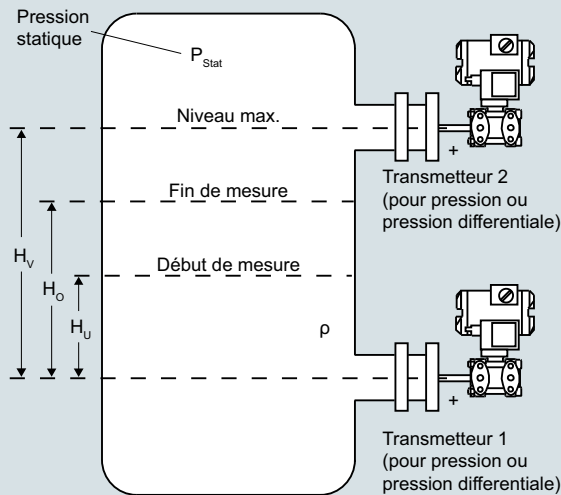 Pression
statique
P_Stat
Niveau max.
+
Transmetteur 2
(pour pression ou
pression differentiale)
Fin de mesure
Début de mesure
H_V
H_O
H_U
ρ
+
Transmetteur 1
(pour pression ou
pression differentiale)